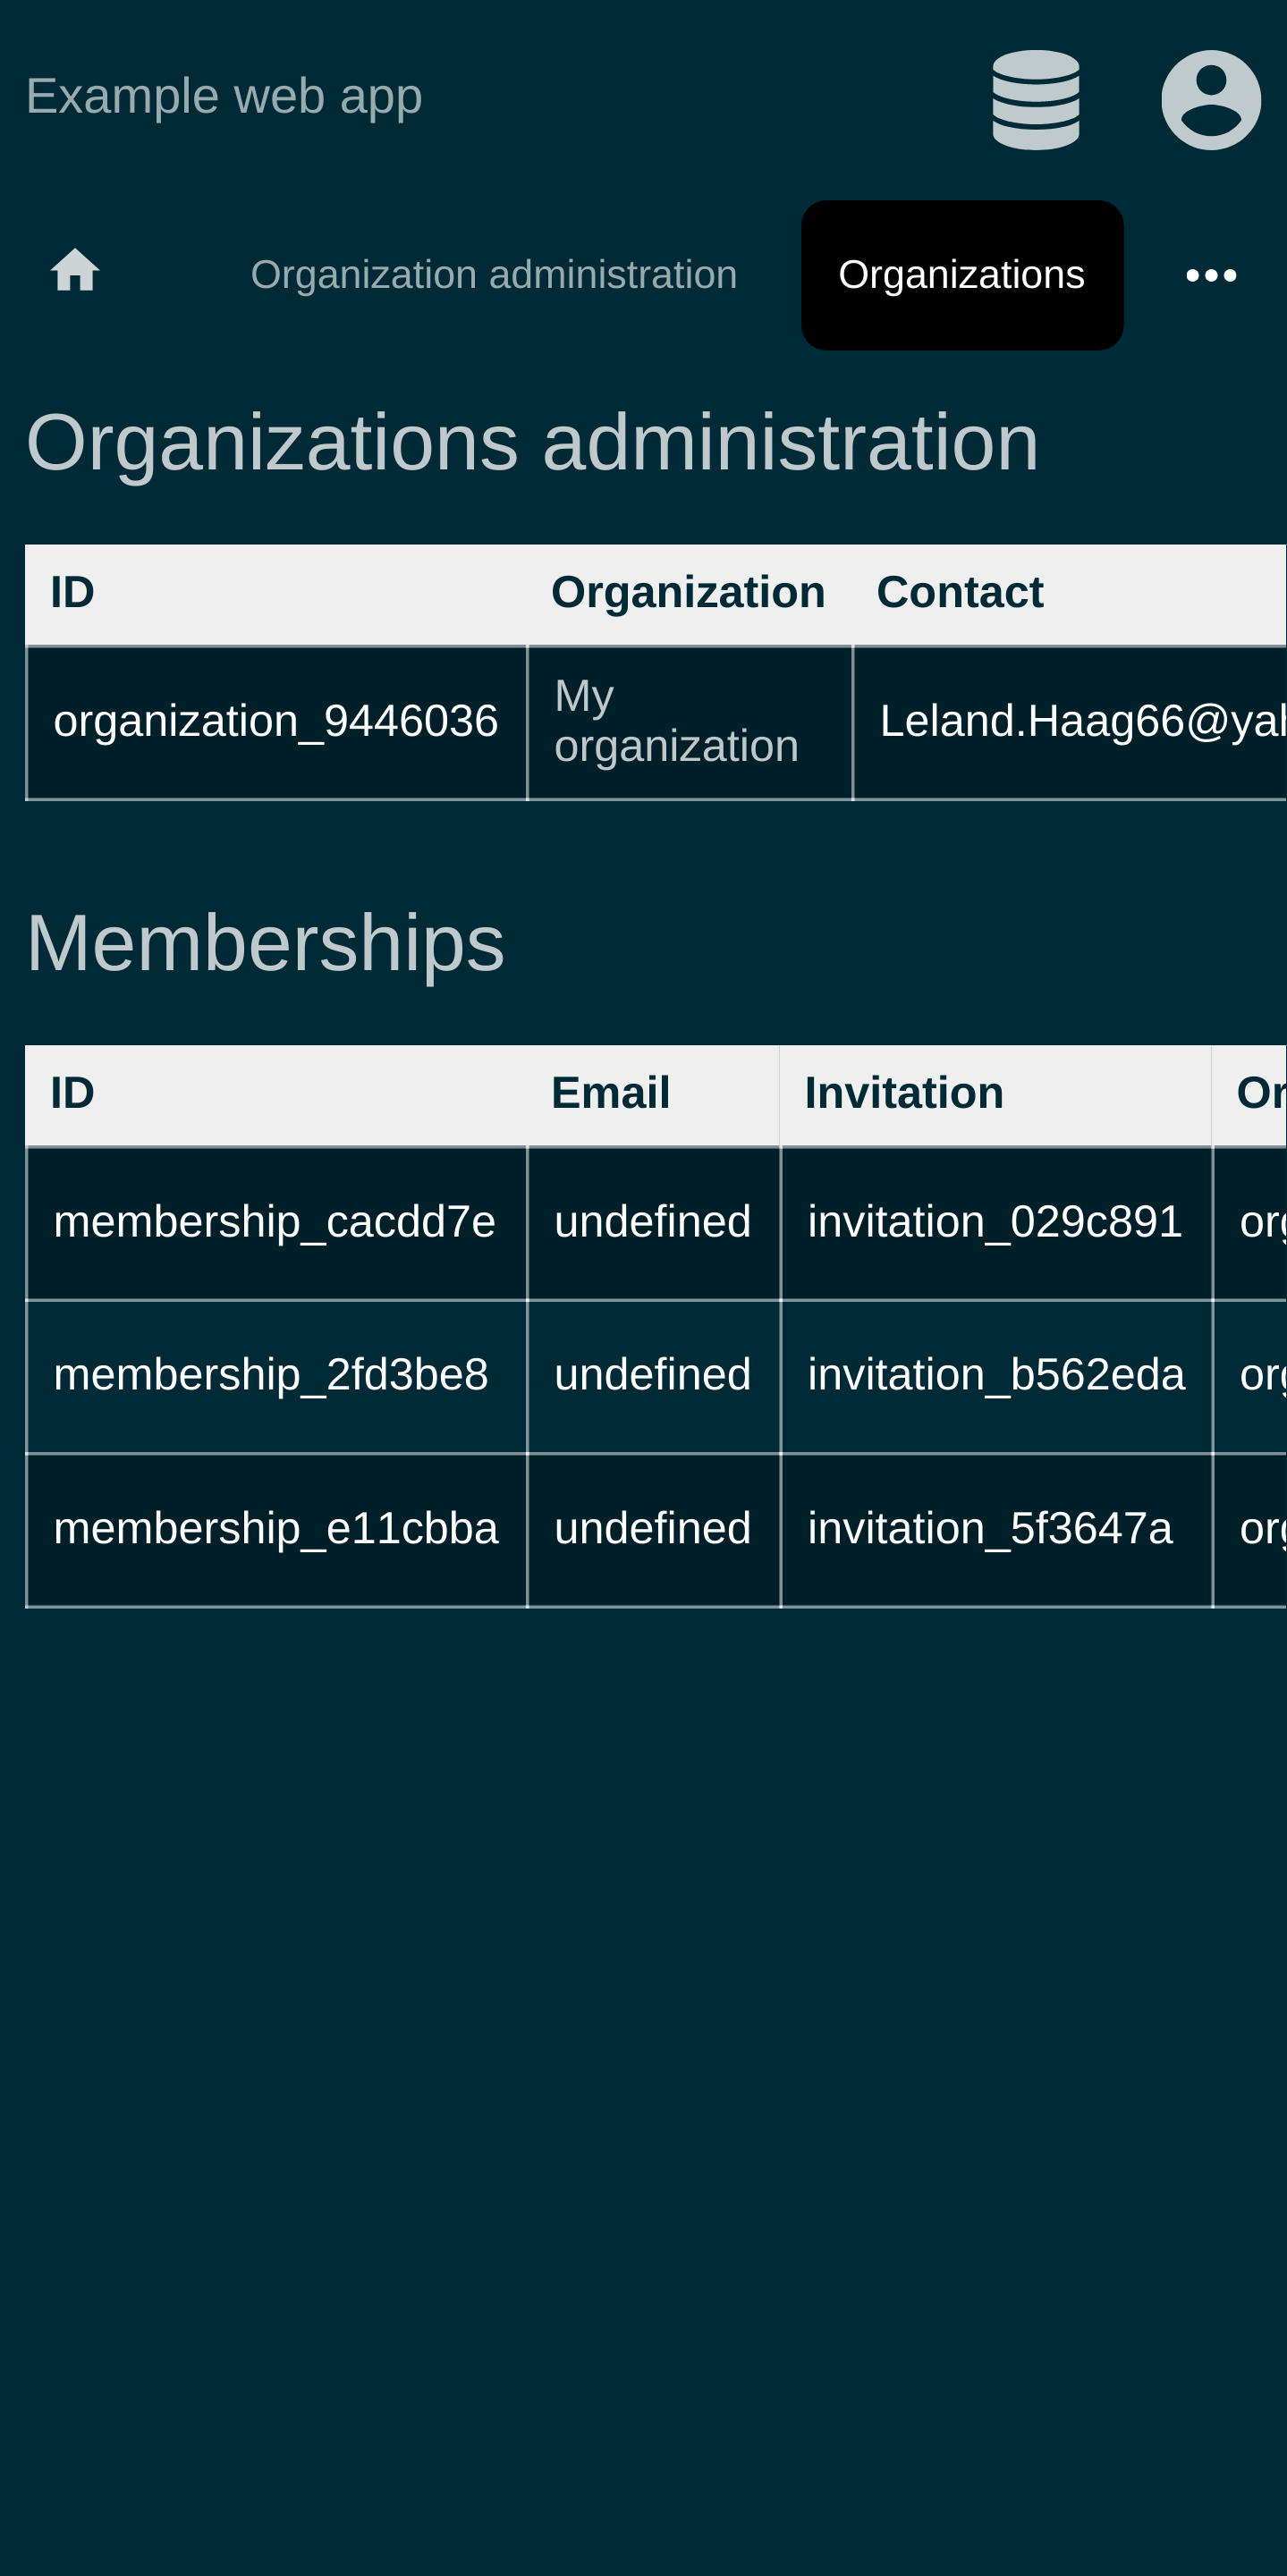 Example web app
Organization administration Organizations
Organizations administration
ID Organization Contact
organization_9446036 My organization Leland.Haag66@yah
Memberships
ID Email Invitation Or
membership_cacdd7e undefined invitation_029c891 org
membership_2fd3be8 undefined invitation_b562eda org
membership_e11cbba undefined invitation_5f3647a org